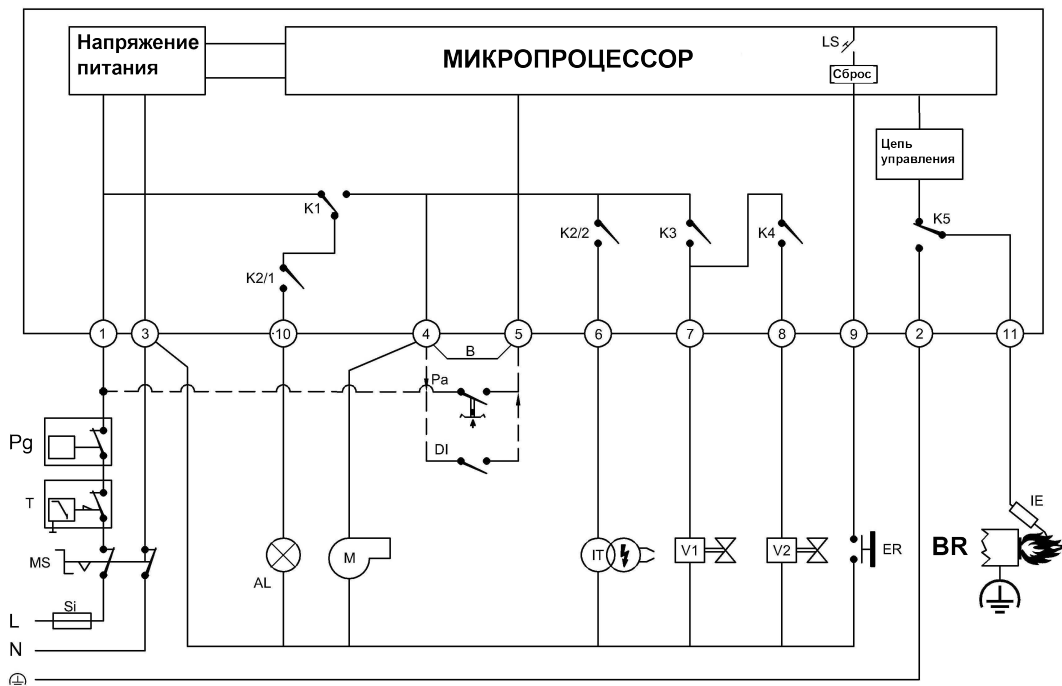 Напряжение
питания
МИКРОПРОЦЕССОР
LS
Сброс
Цепь
управления
K1
K2/1
K2/2
K3
K4
K5
1
3
10
4
5
6
7
8
9
2
11
B
Pa
DI
Pg
T
MS
Si
L
N
AL
M
IT
V1
V2
ER
BR
IE